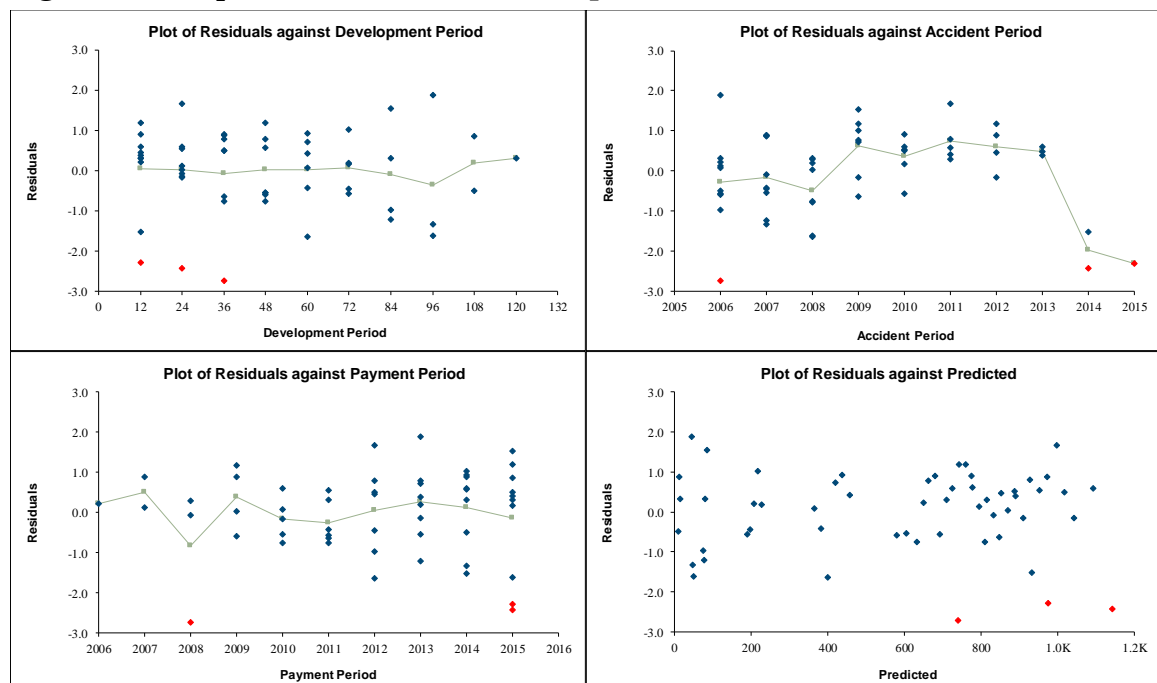 Plot of Residuals against Development Period
3.0
2.0
1.0
0.0
-1.0
-2.0
-3.0
Residuals
0 12 24 36 48 60 72 84 96 108 120 132
Development Period
Plot of Residuals against Accident Period
3.0
2.0
1.0
0.0
-1.0
-2.0
-3.0
Residuals
2005 2006 2007 2008 2009 2010 2011 2012 2013 2014 2015
Accident Period
Plot of Residuals against Payment Period
3.0
2.0
1.0
0.0
-1.0
-2.0
-3.0
Residuals
2006 2007 2008 2009 2010 2011 2012 2013 2014 2015 2016
Payment Period
Plot of Residuals against Predicted
3.0
2.0
1.0
0.0
-1.0
-2.0
-3.0
Residuals
0 200 400 600 800 1.0K 1.2K
Predicted